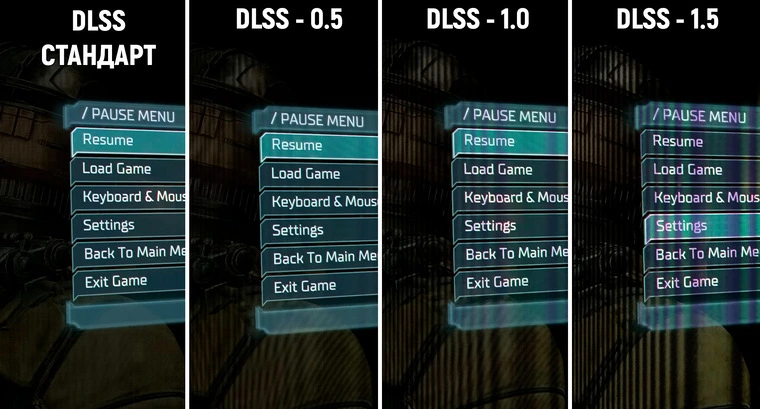 DLSS
СТАНДАРТ
/ PAUSE MENU
Resume
Load Game
Keyboard & Mous
Settings
Back To Main Me
Exit Game
DLSS - 0.5
/ PAUSE MENU
Resume
Load Game
Keyboard & Mous
Settings
Back To Main Me
Exit Game
DLSS - 1.0
/ PAUSE MENU
Resume
Load Game
Keyboard & Mous
Settings
Back To Main Me
Exit Game
DLSS - 1.5
/ PAUSE MENU
Resume
Load Game
Keyboard & Mous
Settings
Back To Main Me
Exit Game